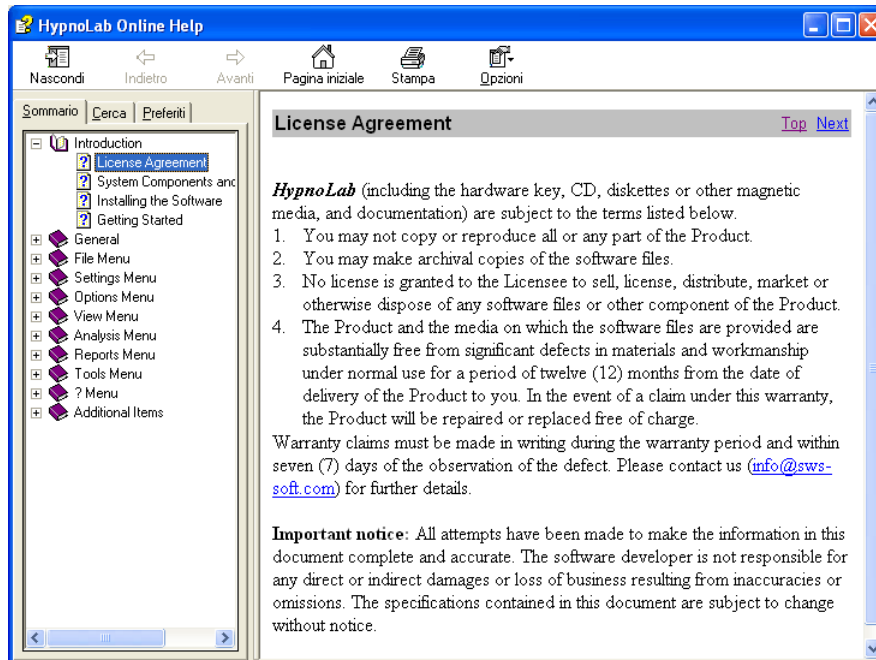 HypnoLab Online Help
Nascondi
Indietro
Avanti
Pagina iniziale
Stampa
Opzioni
Sommario
Cerca
Preferiti
Introduction
License Agreement
System Components and
Installing the Software
Getting Started
General
File Menu
Settings Menu
Options Menu
View Menu
Analysis Menu
Reports Menu
Tools Menu
? Menu
Additional Items
License Agreement Top Next
HypnoLab (including the hardware key, CD, diskettes or other magnetic
media, and documentation) are subject to the terms listed below.
1. You may not copy or reproduce all or any part of the Product.
2. You may make archival copies of the software files.
3. No license is granted to the Licensee to sell, license, distribute, market or
otherwise dispose of any software files or other component of the Product.
4. The Product and the media on which the software files are provided are
substantially free from significant defects in materials and workmanship
under normal use for a period of twelve (12) months from the date of
delivery of the Product to you. In the event of a claim under this warranty,
the Product will be repaired or replaced free of charge.
Warranty claims must be made in writing during the warranty period and within
seven (7) days of the observation of the defect. Please contact us (info@sws-
soft.com) for further details.
Important notice: All attempts have been made to make the information in this
document complete and accurate. The software developer is not responsible for
any direct or indirect damages or loss of business resulting from inaccuracies or
omissions. The specifications contained in this document are subject to change
without notice.